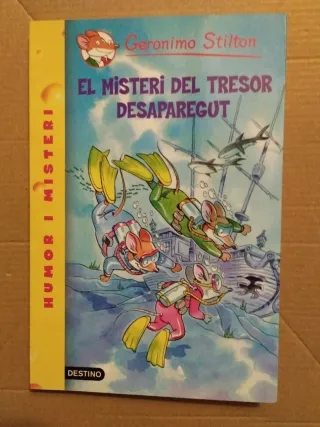 Geronimo Stilton
EL MISTERI DEL TRESOR
DESAPAREGUT
HUMOR I MISTERI
DESTINO